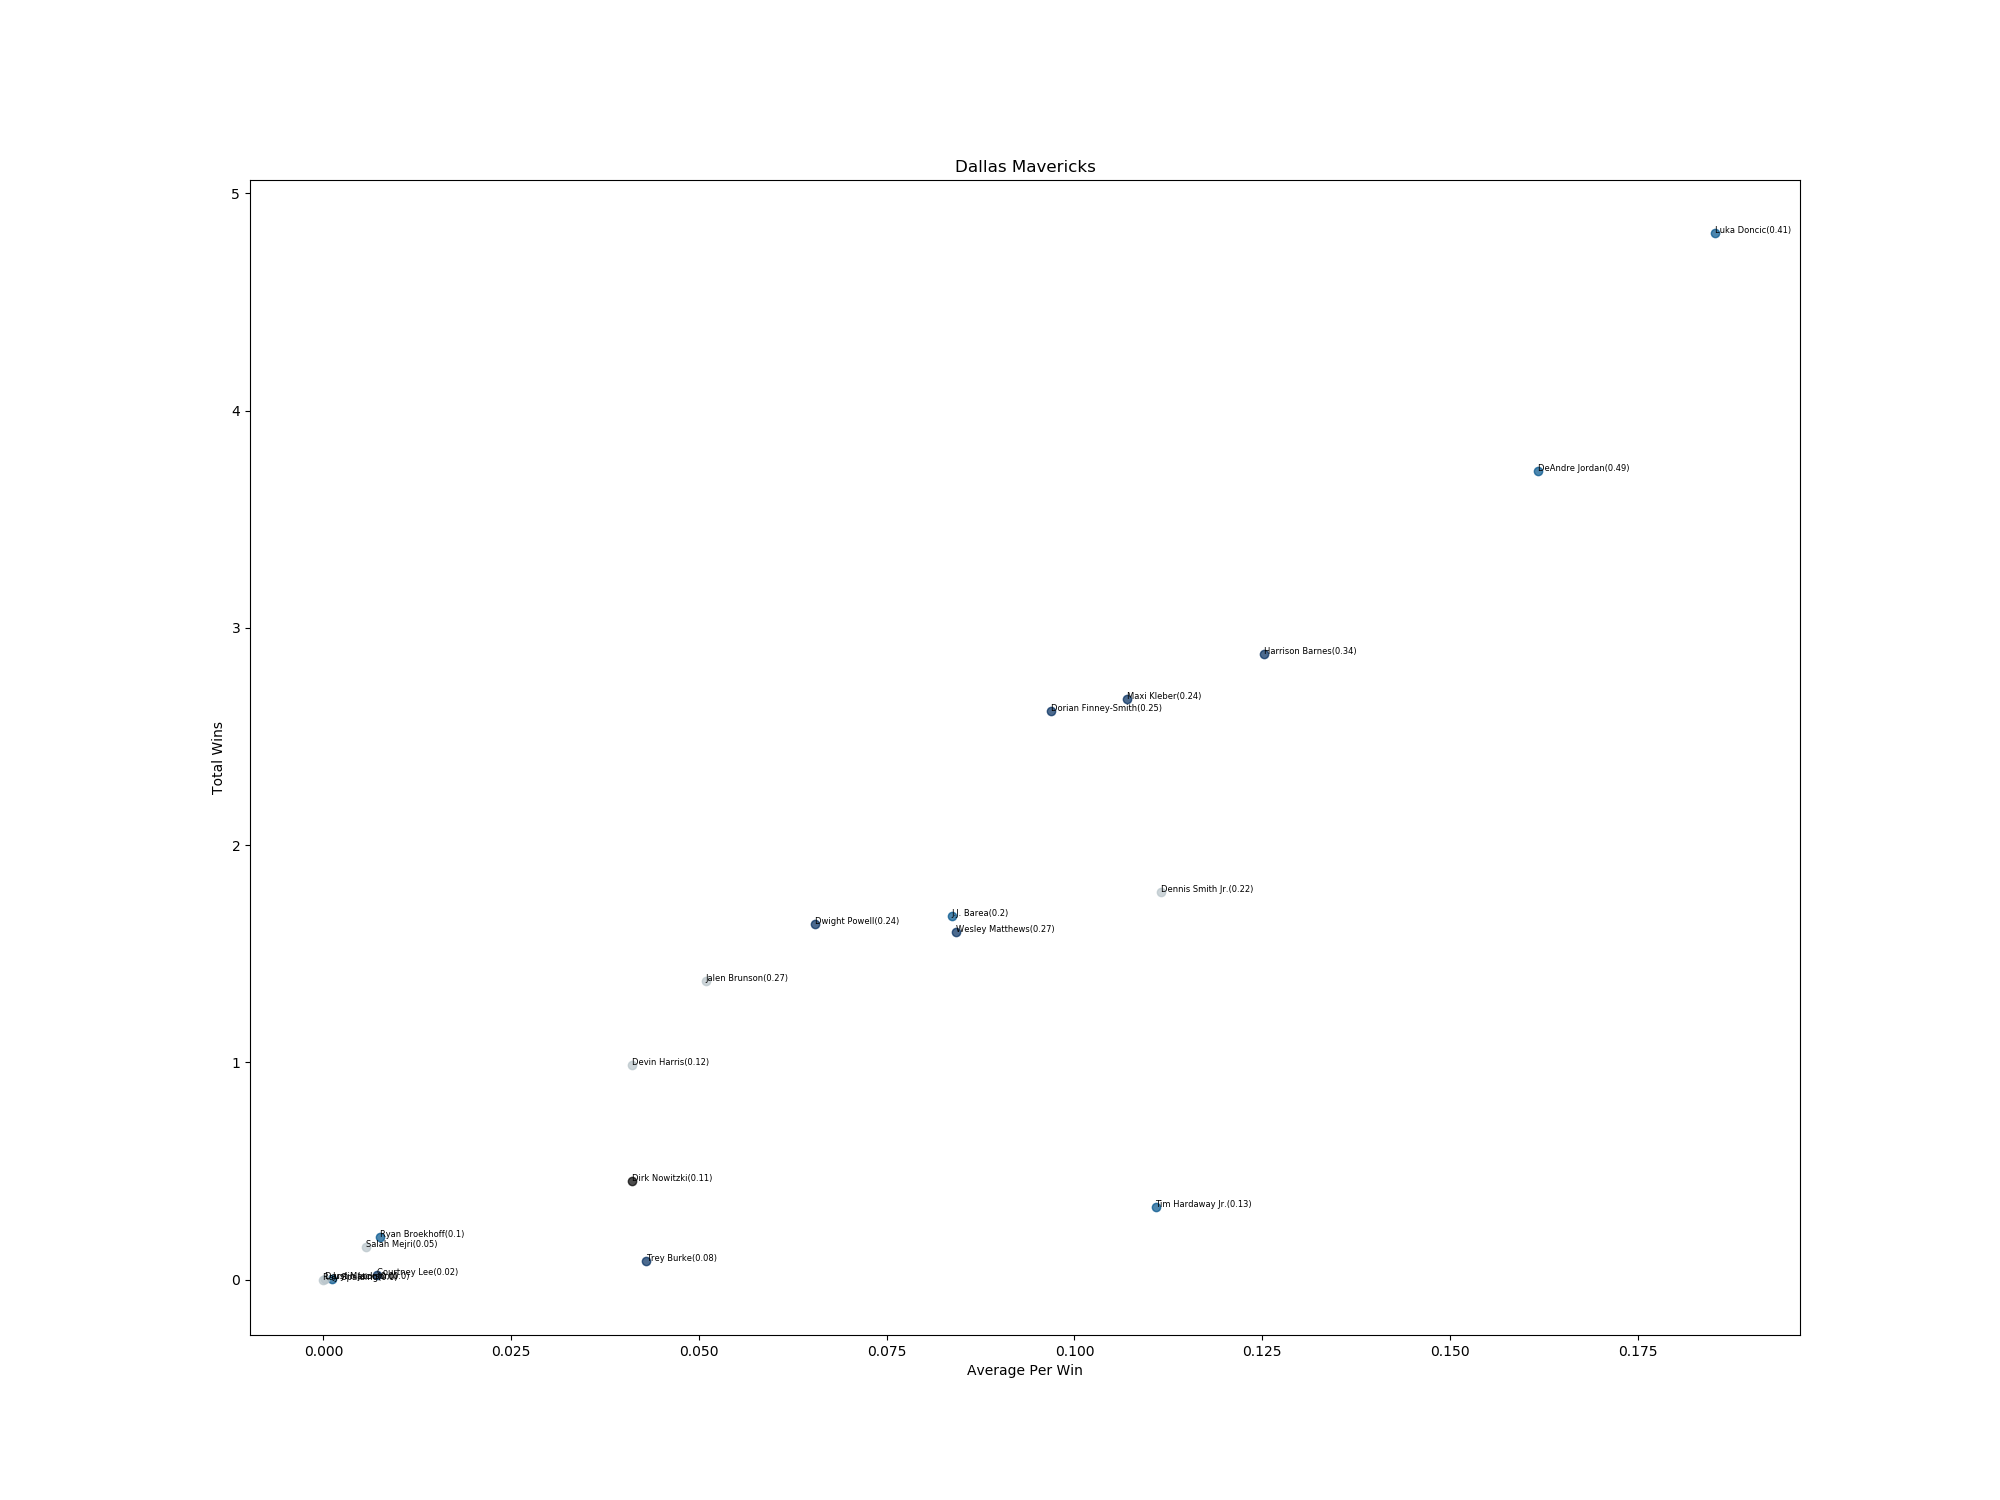 Dallas Mavericks
5
Luka Doncic(0.41)
4
DeAndre Jordan(0.49)
3
Harrison Barnes(0.34)
Maxi Kleber(0.24)
Dorian Finney-Smith(0.25)
Total Wins
2
Dennis Smith Jr.(0.22)
J.J. Barea(0.2)
Dwight Powell(0.24)
Wesley Matthews(0.27)
Jalen Brunson(0.27)
1
Devin Harris(0.12)
Dirk Nowitzki(0.11)
Tim Hardaway Jr.(0.13)
Ryan Broekhoff(0.1)
Salah Mejri(0.05)
Trey Burke(0.08)
Courtney Lee(0.02)
0
0.000 0.025 0.050 0.075 0.100 0.125 0.150 0.175
Average Per Win